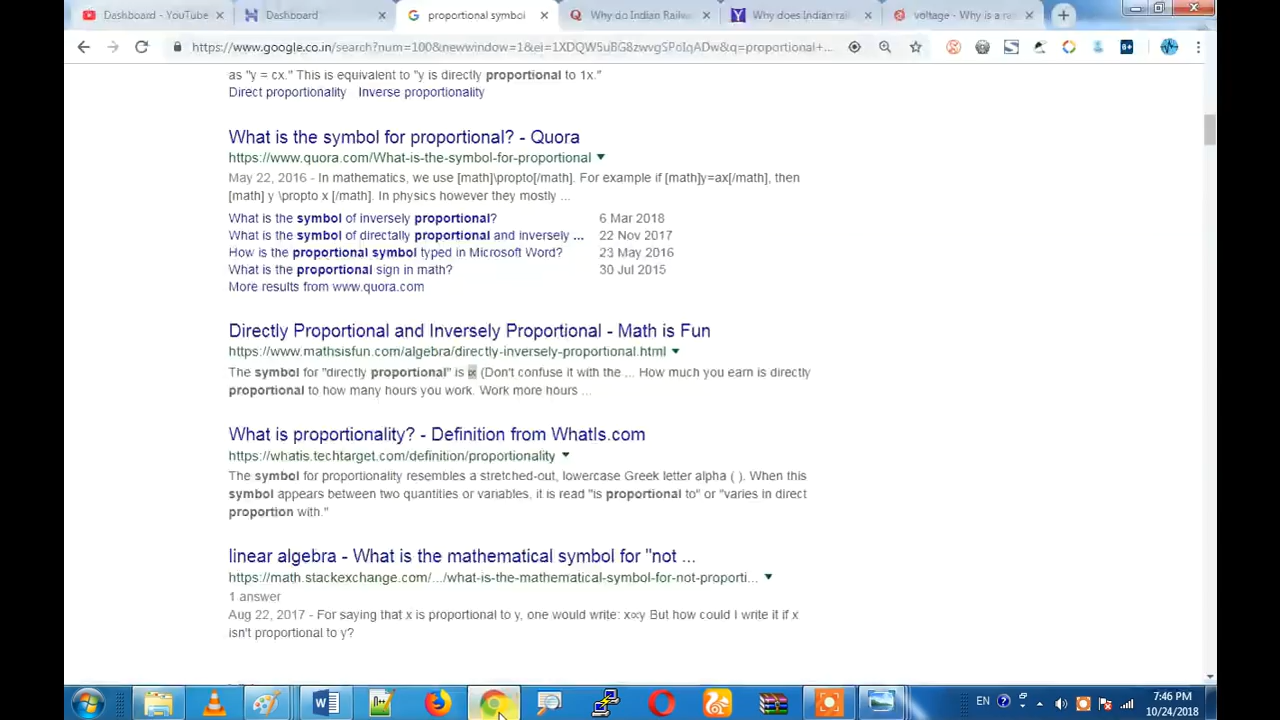 Dashboard - YouTube
Dashboard
proportional symbol
Why do Indian Railw
Why does Indian rail
voltage - Why is a ra
https://www.google.co.in/search?num=100&newwindow=1&ei=1XDQW5uBG8zwvgSPoIqADw&q=proportional+...
as "y = cx." This is equivalent to "y is directly proportional to 1x."
Direct proportionality Inverse proportionality
What is the symbol for proportional? - Quora
https://www.quora.com/What-is-the-symbol-for-proportional
May 22, 2016 - In mathematics, we use [math]\propto[/math]. For example if [math]y=ax[/math], then
[math] y \propto x [/math]. In physics however they mostly ...
What is the symbol of inversely proportional? 6 Mar 2018
What is the symbol of directally proportional and inversely ... 22 Nov 2017
How is the proportional symbol typed in Microsoft Word? 23 May 2016
What is the proportional sign in math? 30 Jul 2015
More results from www.quora.com
Directly Proportional and Inversely Proportional - Math is Fun
https://www.mathsisfun.com/algebra/directly-inversely-proportional.html
The symbol for "directly proportional" is ∝ (Don't confuse it with the ... How much you earn is directly
proportional to how many hours you work. Work more hours ...
What is proportionality? - Definition from WhatIs.com
https://whatis.techtarget.com/definition/proportionality
The symbol for proportionality resembles a stretched-out, lowercase Greek letter alpha ( ). When this
symbol appears between two quantities or variables, it is read "is proportional to" or "varies in direct
proportion with."
linear algebra - What is the mathematical symbol for "not ...
https://math.stackexchange.com/.../what-is-the-mathematical-symbol-for-not-proporti...
1 answer
Aug 22, 2017 - For saying that x is proportional to y, one would write: x∝y But how could I write it if x
isn't proportional to y?
EN
7:46 PM
10/24/2018